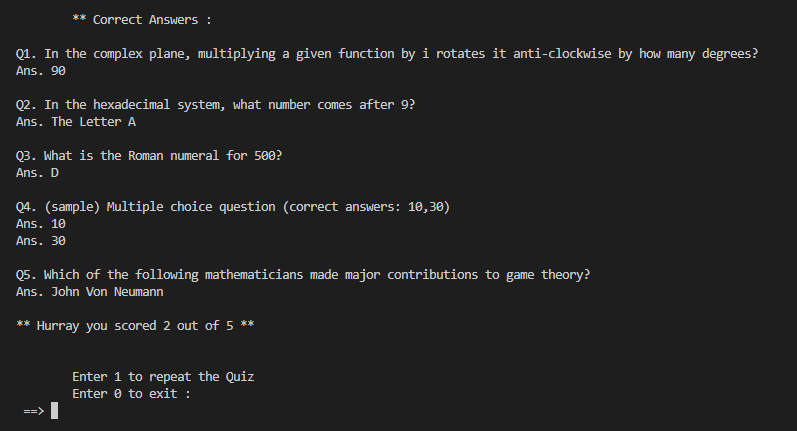 ** Correct Answers :
Q1. In the complex plane, multiplying a given function by i rotates it anti-clockwise by how many degrees?
Ans. 90
Q2. In the hexadecimal system, what number comes after 9?
Ans. The Letter A
Q3. What is the Roman numeral for 500?
Ans. D
Q4. (sample) Multiple choice question (correct answers: 10,30)
Ans. 10
Ans. 30
Q5. Which of the following mathematicians made major contributions to game theory?
Ans. John Von Neumann
** Hurray you scored 2 out of 5 **
Enter 1 to repeat the Quiz
Enter 0 to exit :
==>